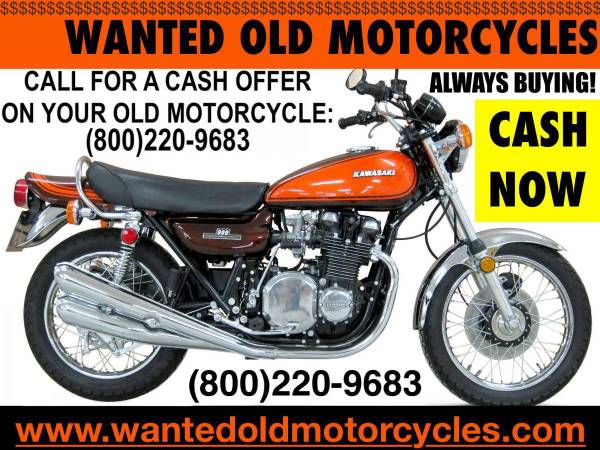 $$$$$$$$$$$$$$$$$$$$$$$$$$$$$$$$$$$$$$$$$$$$$$$$$$$$$$$$$$$$
WANTED OLD MOTORCYCLES
CALL FOR A CASH OFFER
ON YOUR OLD MOTORCYCLE:
(800)220-9683
ALWAYS BUYING!
CASH
NOW
KAWASAKI
900
(800)220-9683
www.wantedoldmotorcycles.com